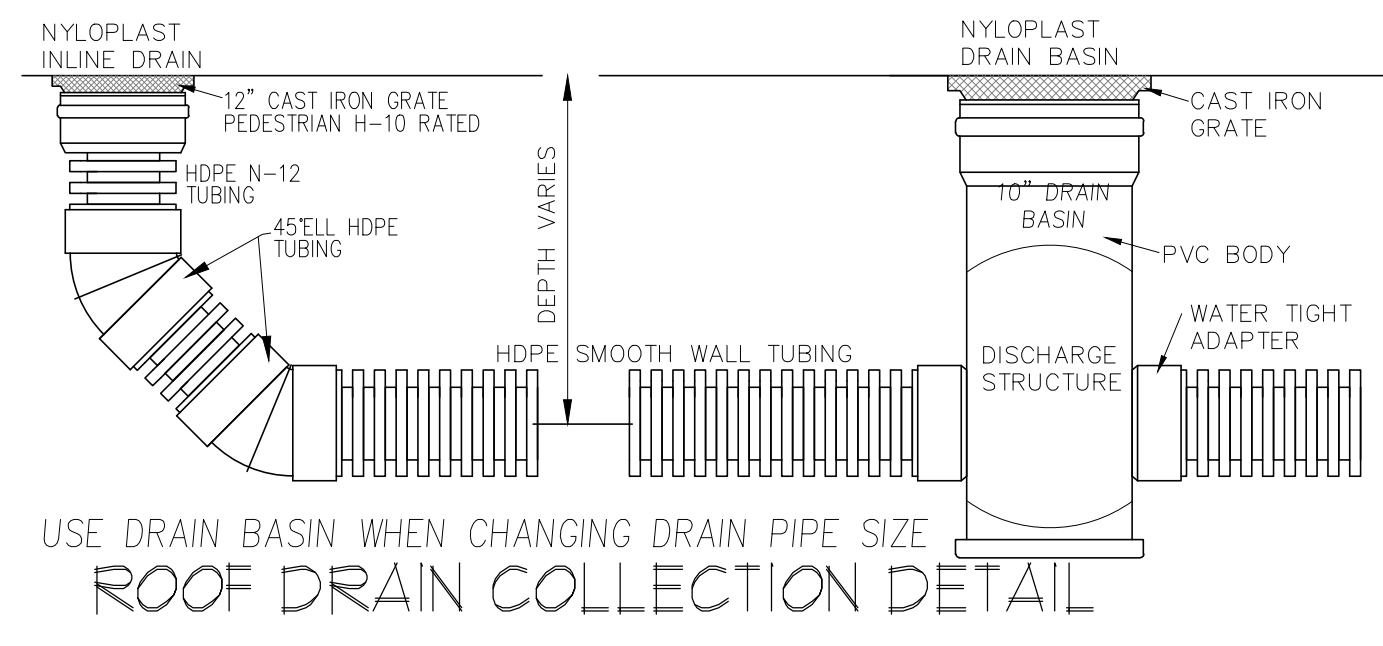 NYLOPLAST
INLINE DRAIN
12" CAST IRON GRATE
PEDESTRIAN H-10 RATED
HDPE N-12
TUBING
45°ELL HDPE
TUBING
DEPTH VARIES
HDPE SMOOTH WALL TUBING
NYLOPLAST
DRAIN BASIN
CAST IRON
GRATE
10" DRAIN
BASIN
PVC BODY
WATER TIGHT
ADAPTER
DISCHARGE
STRUCTURE
USE DRAIN BASIN WHEN CHANGING DRAIN PIPE SIZE
ROOF DRAIN COLLECTION DETAIL